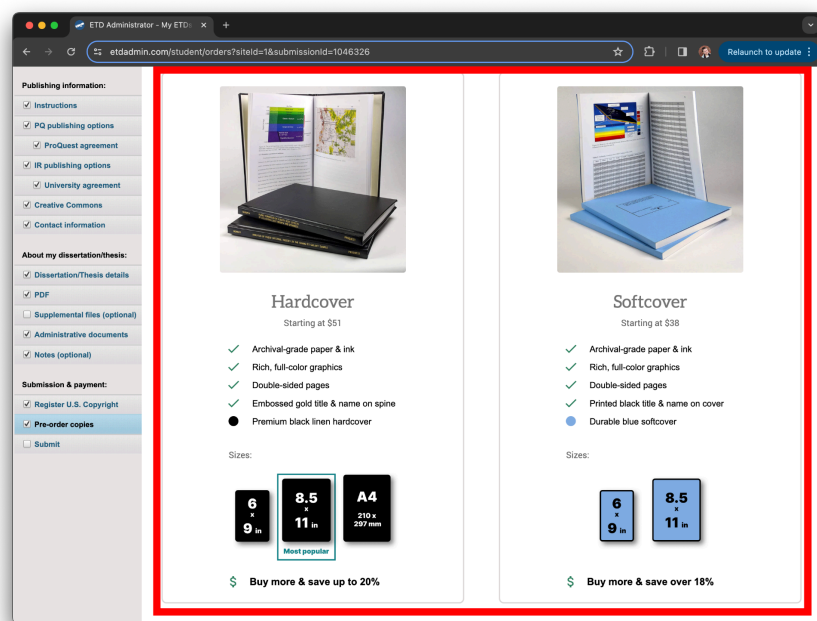 ETD Administrator - My ETDs
etdadmin.com/student/orders?siteId=1&submissionId=1046326
Relaunch to update
Publishing information:
Instructions
PQ publishing options
ProQuest agreement
IR publishing options
University agreement
Creative Commons
Contact information
About my dissertation/thesis:
Dissertation/Thesis details
PDF
Supplemental files (optional)
Administrative documents
Notes (optional)
Submission & payment:
Register U.S. Copyright
Pre-order copies
Submit
Hardcover
Starting at $51
Archival-grade paper & ink
Rich, full-color graphics
Double-sided pages
Embossed gold title & name on spine
Premium black linen hardcover
Sizes:
6
x
9 in
8.5
x
11 in
Most popular
A4
210 x
297 mm
$ Buy more & save up to 20%
Softcover
Starting at $38
Archival-grade paper & ink
Rich, full-color graphics
Double-sided pages
Printed black title & name on cover
Durable blue softcover
Sizes:
6
x
9 in
8.5
x
11 in
$ Buy more & save over 18%